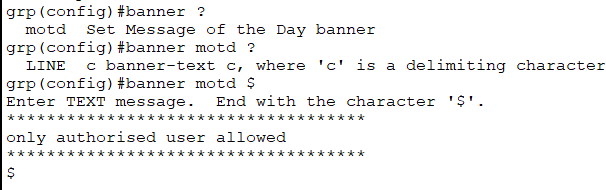 grp(config)#banner ?
  motd  Set Message of the Day banner
grp(config)#banner motd ?
  LINE  c banner-text c, where 'c' is a delimiting character
grp(config)#banner motd $
Enter TEXT message.  End with the character '$'.
************************************
only authorised user allowed
************************************
$